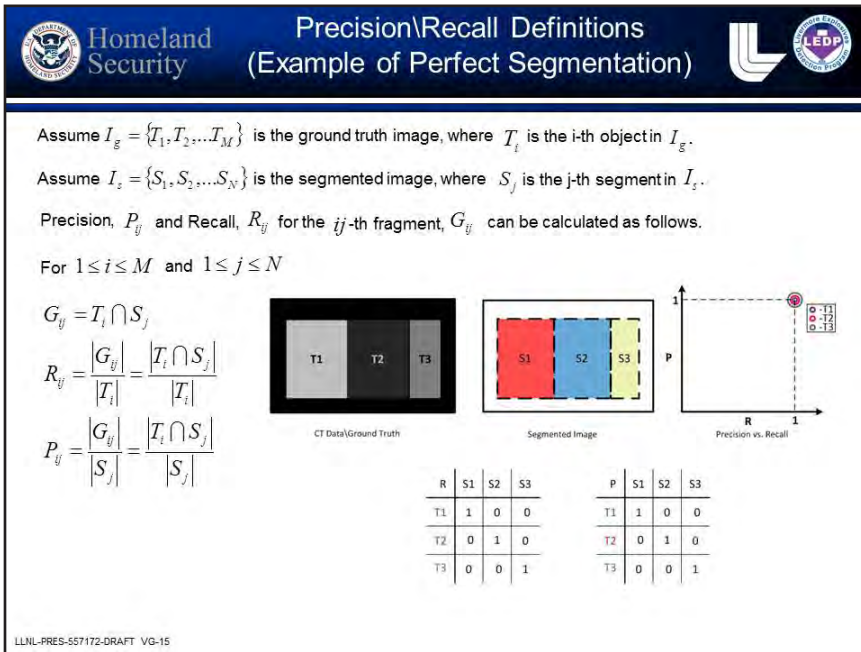 Homeland
Security
Precision\Recall Definitions
(Example of Perfect Segmentation)
LEDP
Assume I_g = {T_1, T_2,...T_M} is the ground truth image, where T_i is the i-th object in I_g.
Assume I_s = {S_1, S_2,...S_N} is the segmented image, where S_j is the j-th segment in I_s.
Precision, P_ij and Recall, R_ij for the ij-th fragment, G_ij can be calculated as follows.
For 1 ≤ i ≤ M and 1 ≤ j ≤ N
G_ij = T_i ∩ S_j
R_ij = |G_ij| / |T_i| = |T_i ∩ S_j| / |T_i|
P_ij = |G_ij| / |S_j| = |T_i ∩ S_j| / |S_j|
T1 T2 T3
CT Data\Ground Truth
S1 S2 S3
Segmented Image
1
P
-T1
-T2
-T3
R 1
Precision vs. Recall
R S1 S2 S3
T1 1 0 0
T2 0 1 0
T3 0 0 1
P S1 S2 S3
T1 1 0 0
T2 0 1 0
T3 0 0 1
LLNL-PRES-557172-DRAFT VG-15